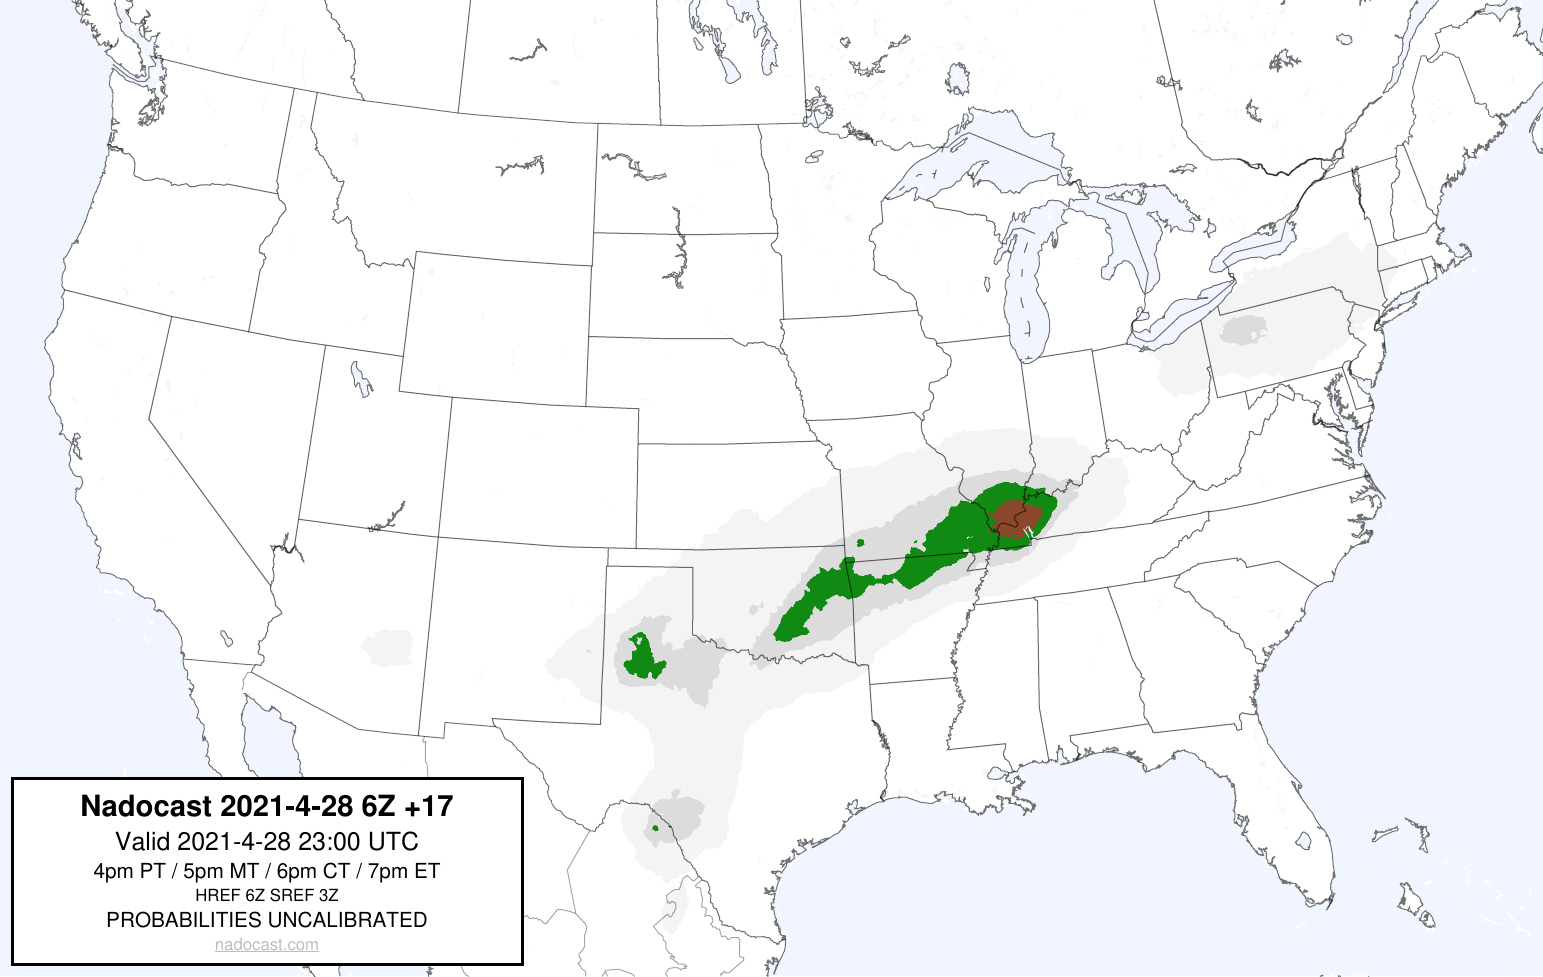 Nadocast 2021-4-28 6Z +17
Valid 2021-4-28 23:00 UTC
4pm PT / 5pm MT / 6pm CT / 7pm ET
HREF 6Z SREF 3Z
PROBABILITIES UNCALIBRATED
nadocast.com